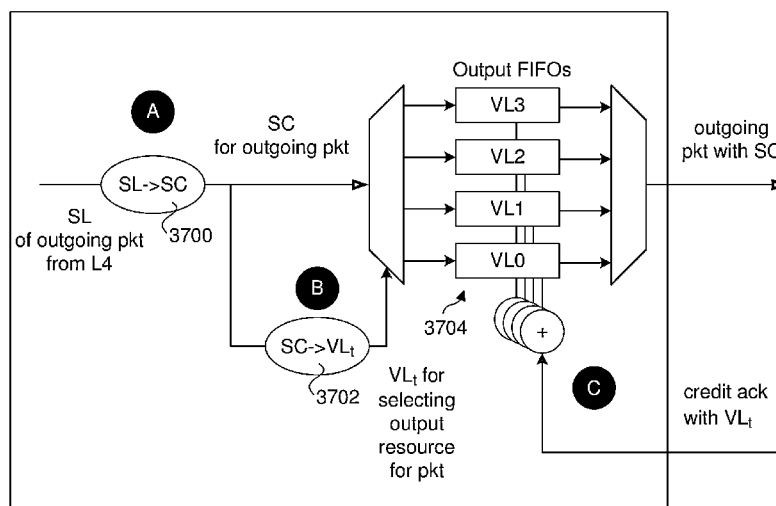 Output FIFOs
A
VL3
SC
for outgoing pkt
outgoing
pkt with SC
VL2
SL->SC
SL
of outgoing pkt
from L4
3700
VL1
VL0
B
3704
+
SC->VLt
3702
VLt for
selecting
output
resource
for pkt
C
credit ack
with VLt